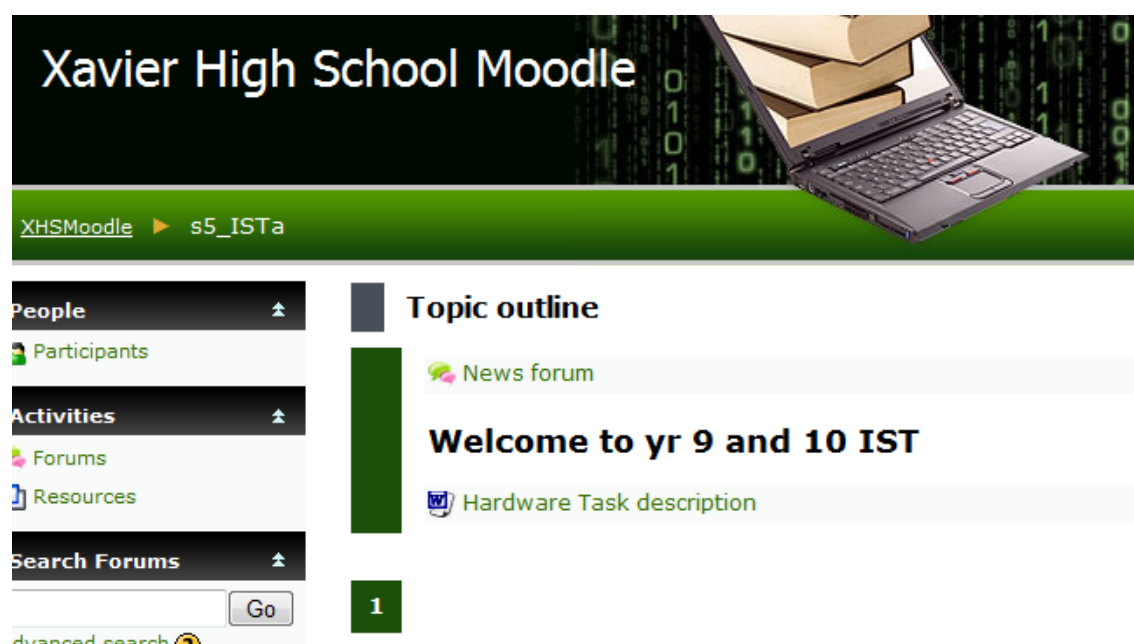 Xavier High School Moodle
XHSMoodle ► s5_ISTa
People
Participants
Activities
Forums
Resources
Search Forums
Go
Topic outline
News forum
Welcome to yr 9 and 10 IST
Hardware Task description
1